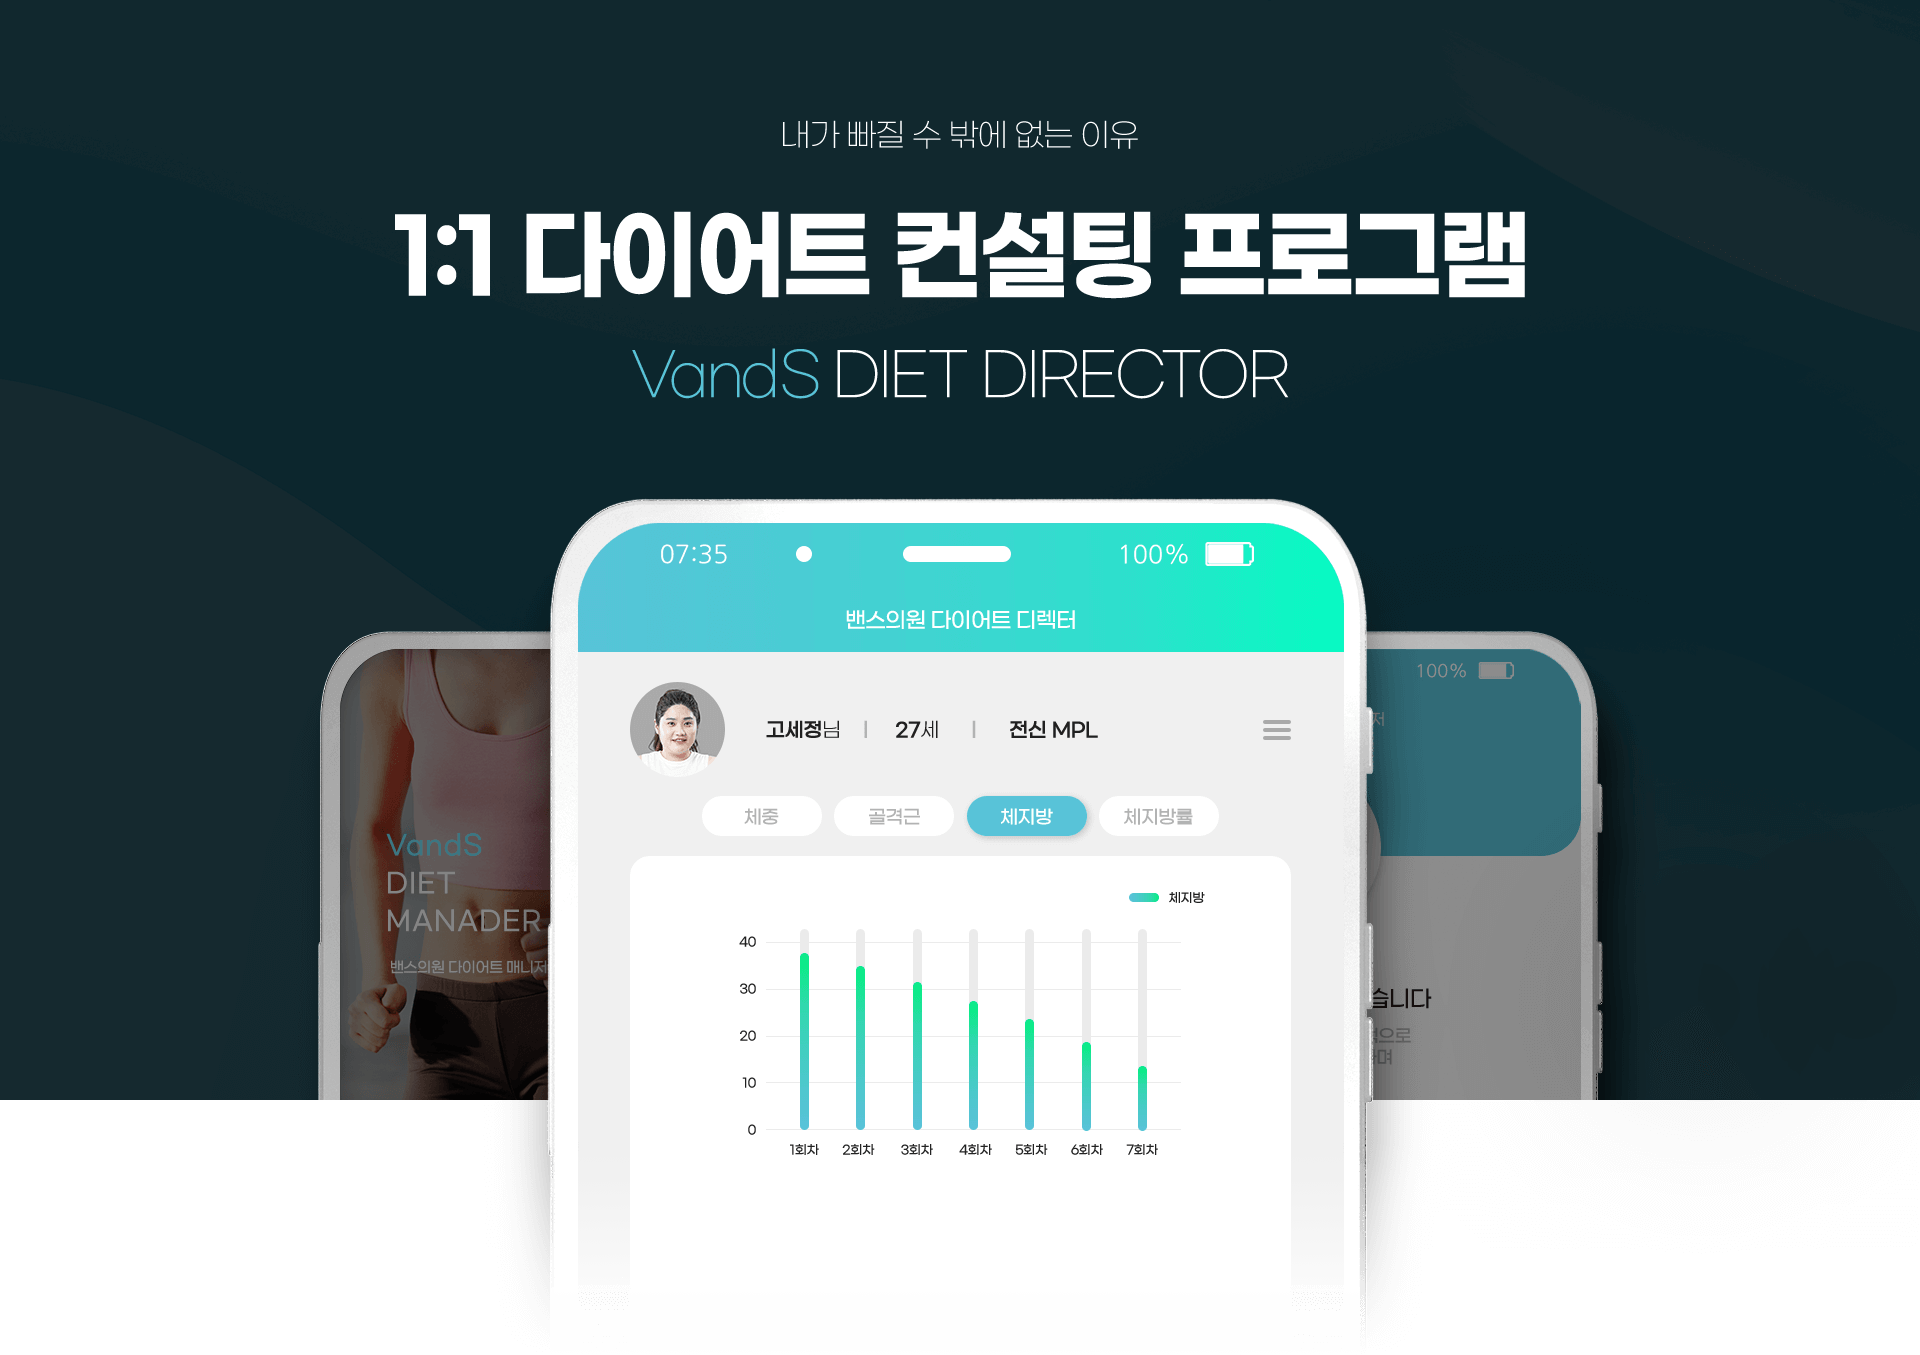 내가 빠질 수 밖에 없는 이유
1:1 다이어트 컨설팅 프로그램
VandS DIET DIRECTOR
07:35 100%
밴스의원 다이어트 디렉터
고세정님 | 27세 | 전신 MPL
체중 골격근 체지방 체지방률
체지방
40
30
20
10
0
1회차 2회차 3회차 4회차 5회차 6회차 7회차
VandS
DIET
MANADER
밴스의원 다이어트 매니저
100%
저
습니다
으로
며